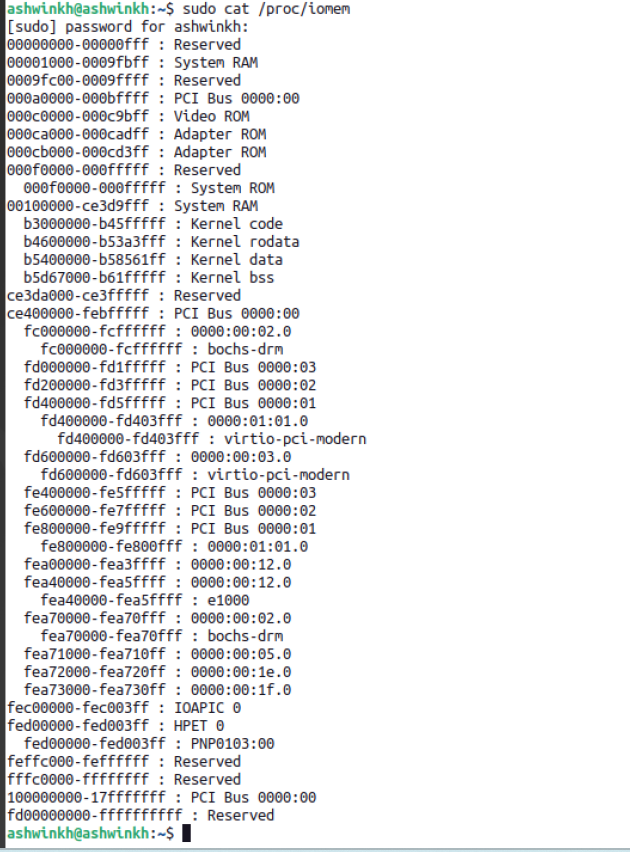 ashwinkh@ashwinkh:~$ sudo cat /proc/iomem
[sudo] password for ashwinkh:
00000000-00000fff : Reserved
00001000-0009fbff : System RAM
0009fc00-0009ffff : Reserved
000a0000-000bffff : PCI Bus 0000:00
000c0000-000c9bff : Video ROM
000ca000-000cadff : Adapter ROM
000cb000-000cd3ff : Adapter ROM
000f0000-000fffff : Reserved
  000f0000-000fffff : System ROM
00100000-ce3d9fff : System RAM
  b3000000-b45fffff : Kernel code
  b4600000-b53a3fff : Kernel rodata
  b5400000-b58561ff : Kernel data
  b5d67000-b61fffff : Kernel bss
ce3da000-ce3fffff : Reserved
ce400000-febfffff : PCI Bus 0000:00
  fc000000-fcffffff : 0000:00:02.0
    fc000000-fcffffff : bochs-drm
  fd000000-fd1fffff : PCI Bus 0000:03
  fd200000-fd3fffff : PCI Bus 0000:02
  fd400000-fd5fffff : PCI Bus 0000:01
    fd400000-fd403fff : 0000:01:01.0
      fd400000-fd403fff : virtio-pci-modern
  fd600000-fd603fff : 0000:00:03.0
    fd600000-fd603fff : virtio-pci-modern
  fe400000-fe5fffff : PCI Bus 0000:03
  fe600000-fe7fffff : PCI Bus 0000:02
  fe800000-fe9fffff : PCI Bus 0000:01
    fe800000-fe800fff : 0000:01:01.0
  fea00000-fea3ffff : 0000:00:12.0
  fea40000-fea5ffff : 0000:00:12.0
    fea40000-fea5ffff : e1000
  fea70000-fea70fff : 0000:00:02.0
    fea70000-fea70fff : bochs-drm
  fea71000-fea710ff : 0000:00:05.0
  fea72000-fea720ff : 0000:00:1e.0
  fea73000-fea730ff : 0000:00:1f.0
fec00000-fec003ff : IOAPIC 0
fed00000-fed003ff : HPET 0
  fed00000-fed003ff : PNP0103:00
feffc000-feffffff : Reserved
fffc0000-ffffffff : Reserved
100000000-17fffffff : PCI Bus 0000:00
fd00000000-ffffffffff : Reserved
ashwinkh@ashwinkh:~$